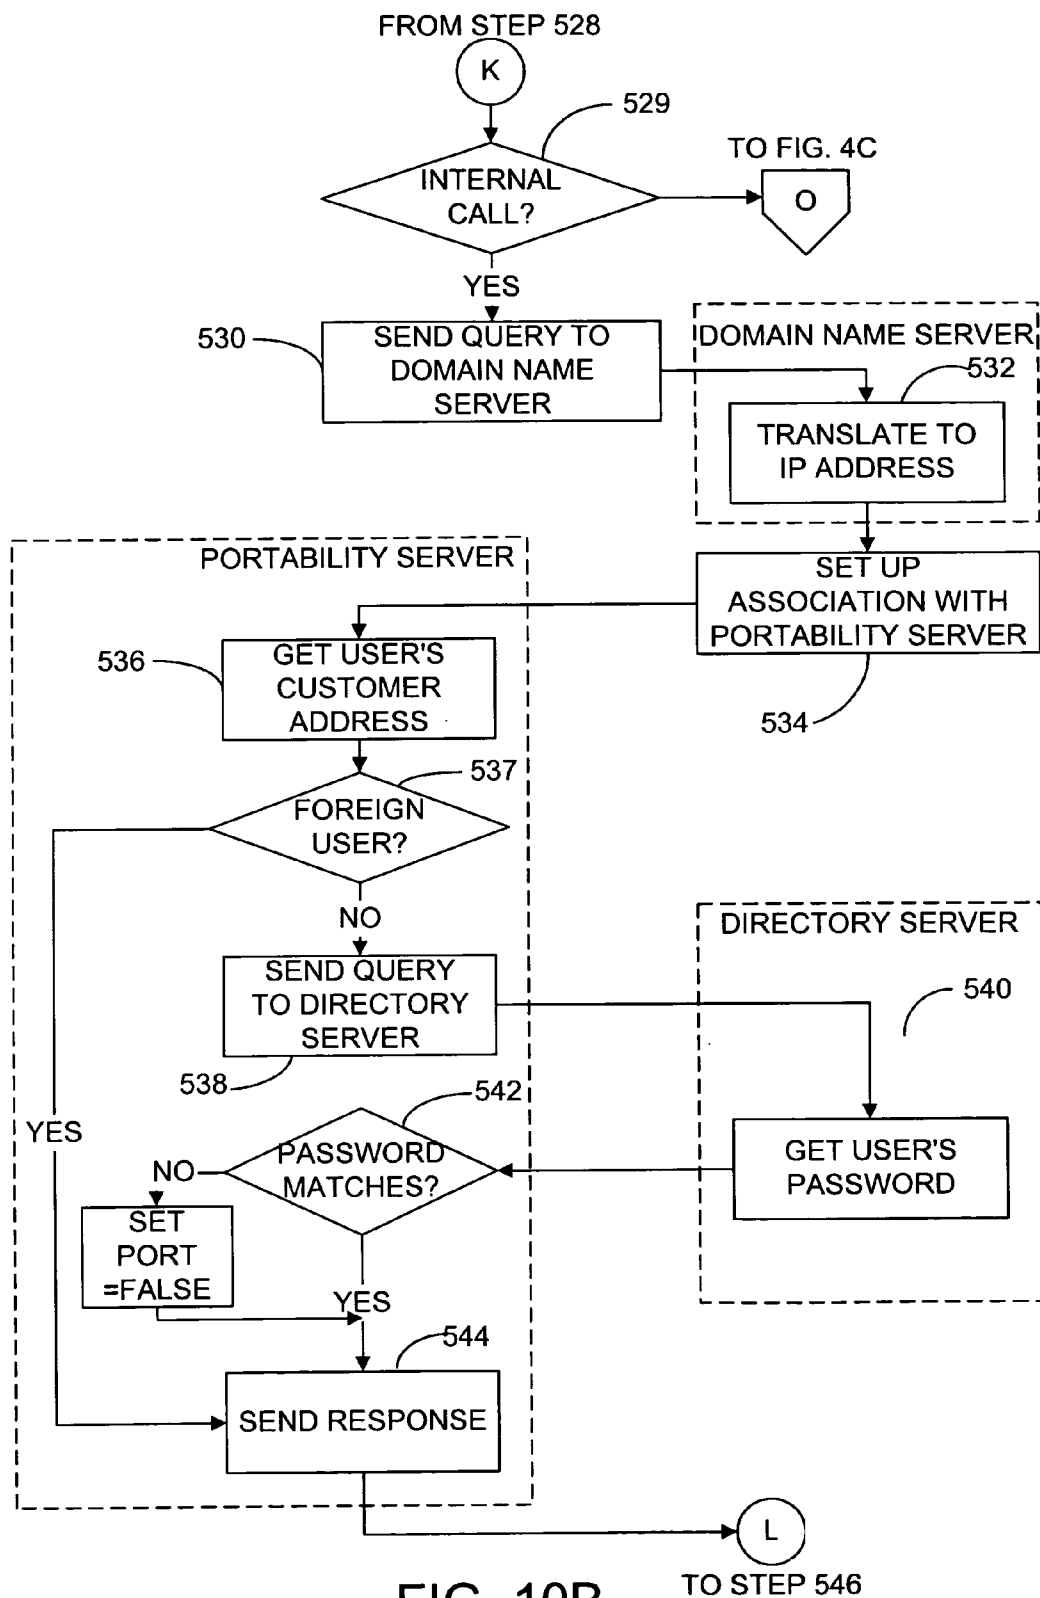 FROM STEP 528
K
529
TO FIG. 4C
INTERNAL
CALL?
O
YES
530
SEND QUERY TO
DOMAIN NAME
SERVER
DOMAIN NAME SERVER
532
TRANSLATE TO
IP ADDRESS
PORTABILITY SERVER
SET UP
ASSOCIATION WITH
PORTABILITY SERVER
534
536
GET USER'S
CUSTOMER
ADDRESS
537
FOREIGN
USER?
NO
DIRECTORY SERVER
SEND QUERY
TO DIRECTORY
SERVER
540
538
542
YES
PASSWORD
MATCHES?
NO
GET USER'S
PASSWORD
SET
PORT
=FALSE
YES
544
SEND RESPONSE
L
TO STEP 546
FIG. 10B